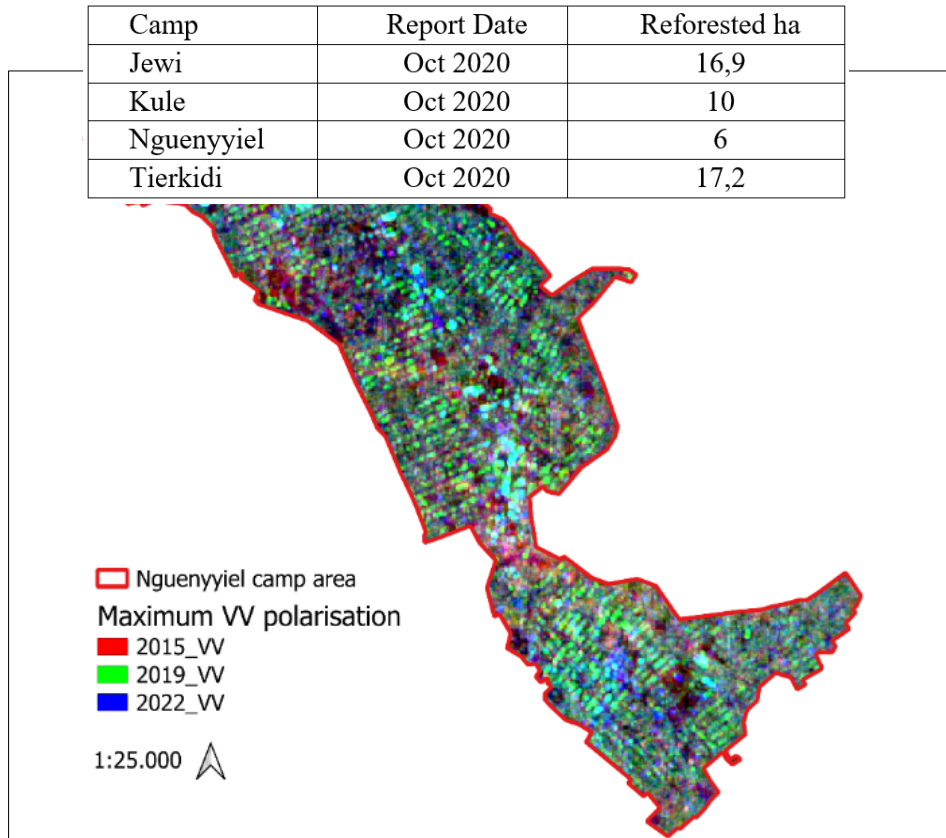 Camp Report Date Reforested ha
Jewi Oct 2020 16,9
Kule Oct 2020 10
Nguenyyiel Oct 2020 6
Tierkidi Oct 2020 17,2
Nguenyyiel camp area
Maximum VV polarisation
2015_VV
2019_VV
2022_VV
1:25.000